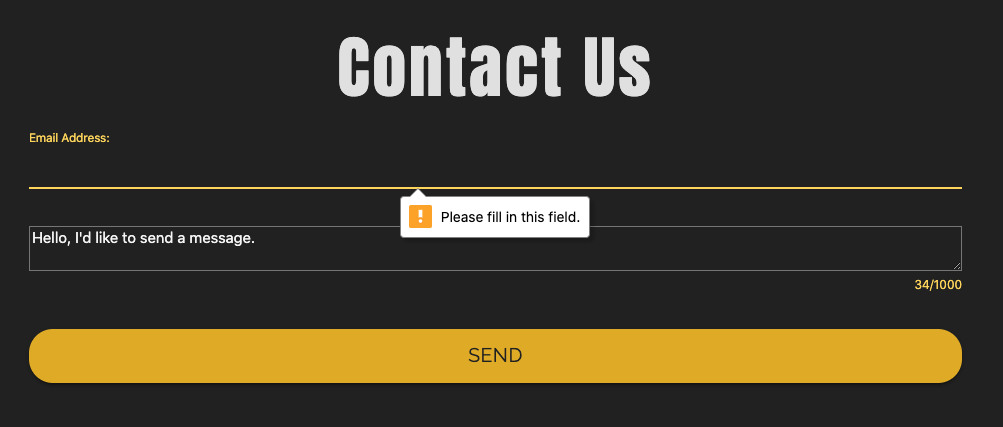 Contact Us
Email Address:
Please fill in this field.
Hello, I'd like to send a message.
34/1000
SEND